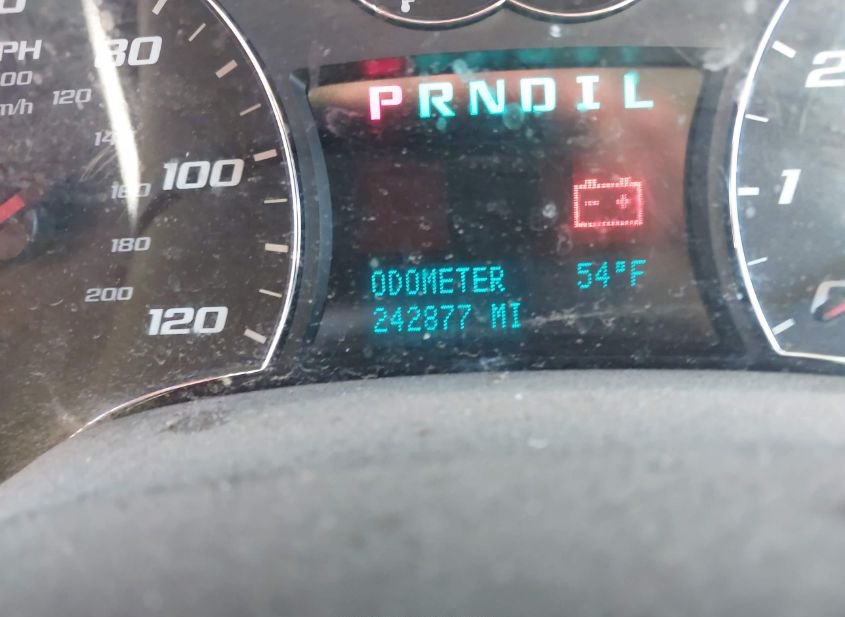 80
PH
00
m/h
120
100
180
200
120
PRNDIL
- +
ODOMETER 54°F
242877 MI
2
1